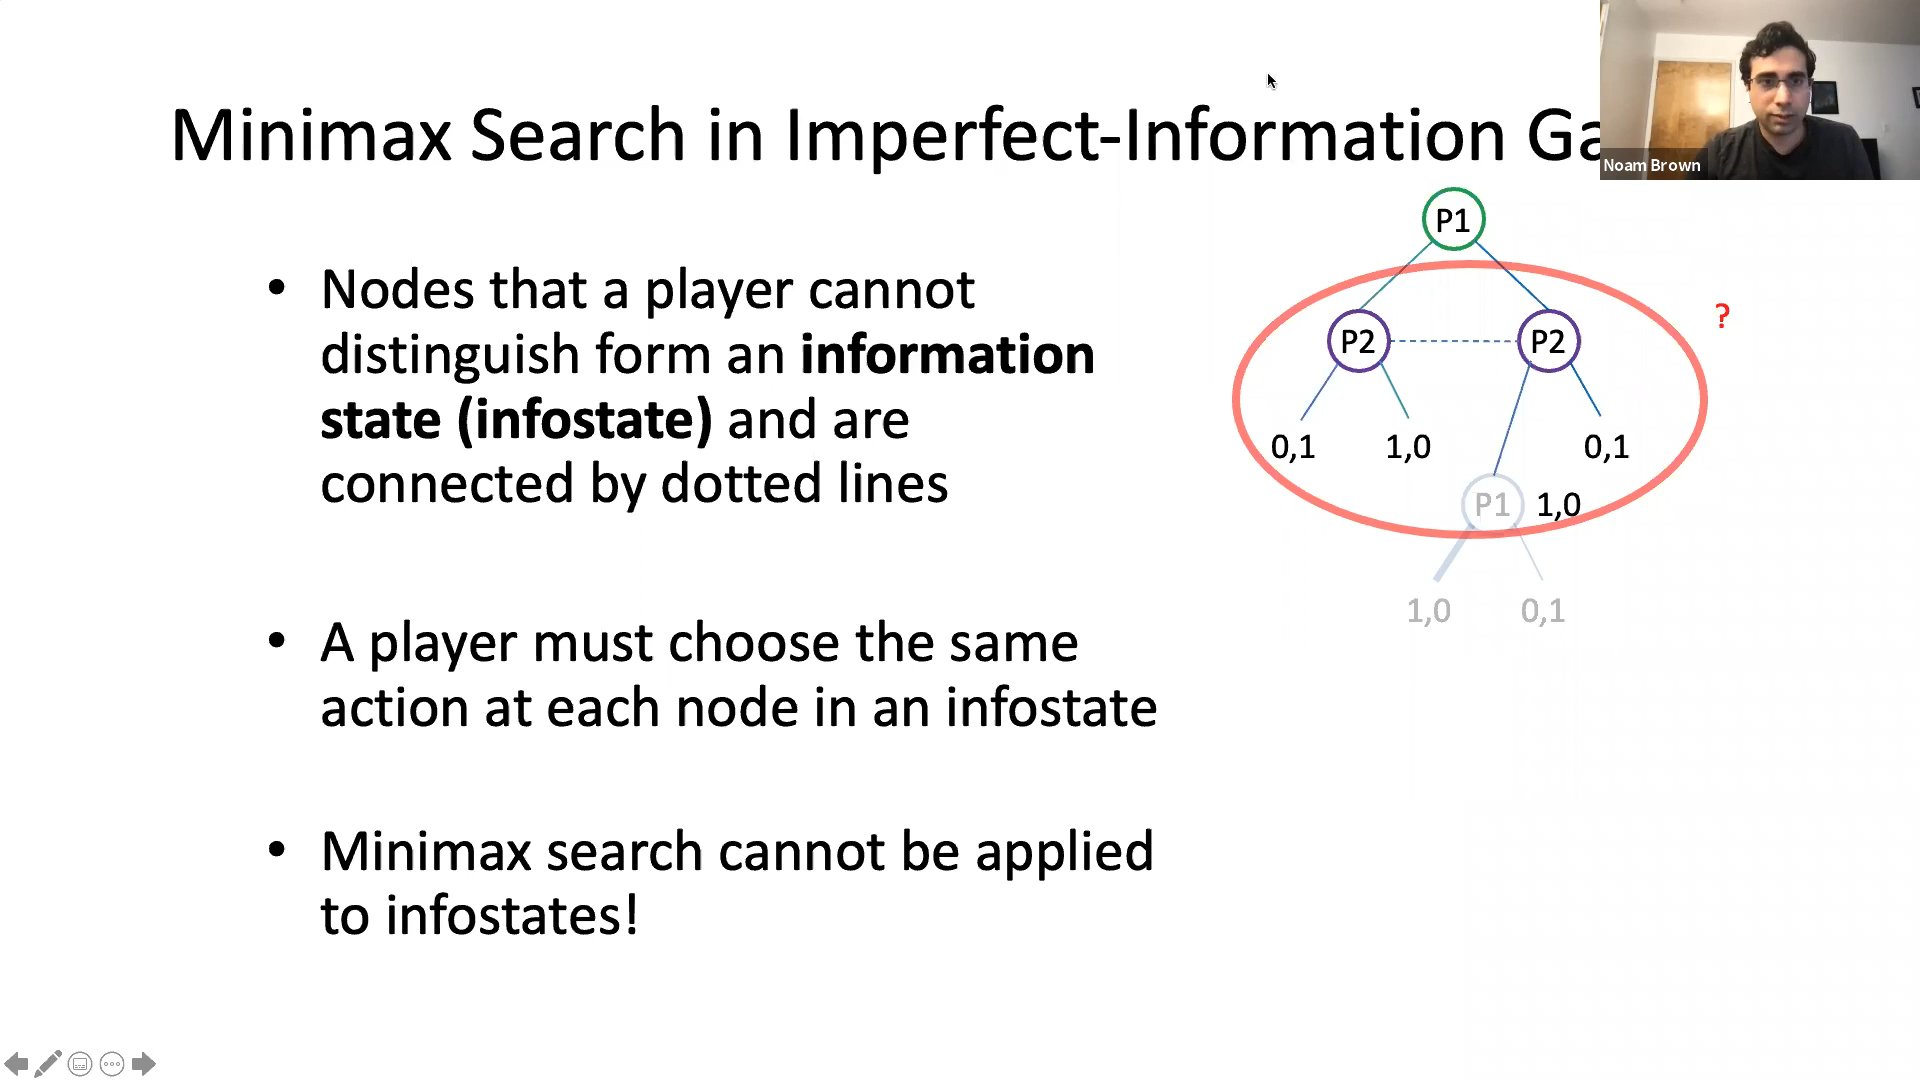 Minimax Search in Imperfect-Information Ga
Noam Brown
• Nodes that a player cannot
distinguish form an information
state (infostate) and are
connected by dotted lines
• A player must choose the same
action at each node in an infostate
• Minimax search cannot be applied
to infostates!
P1
?
P2 P2
0,1 1,0 0,1
P1 1,0
1,0 0,1